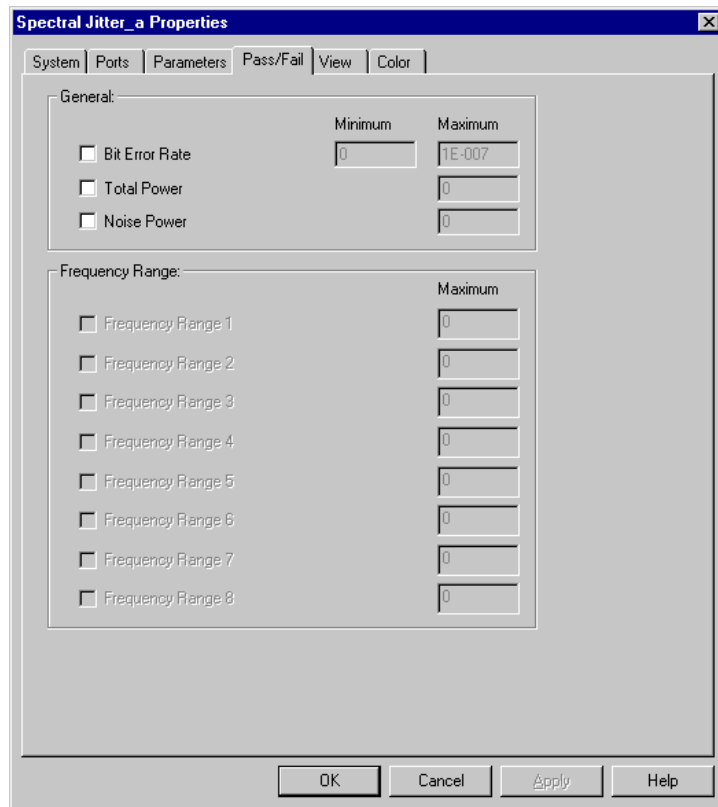 Spectral Jitter_a Properties
System Ports Parameters Pass/Fail View Color
General:
Minimum Maximum
Bit Error Rate 0 1E-007
Total Power 0
Noise Power 0
Frequency Range:
Maximum
Frequency Range 1 0
Frequency Range 2 0
Frequency Range 3 0
Frequency Range 4 0
Frequency Range 5 0
Frequency Range 6 0
Frequency Range 7 0
Frequency Range 8 0
OK Cancel Apply Help